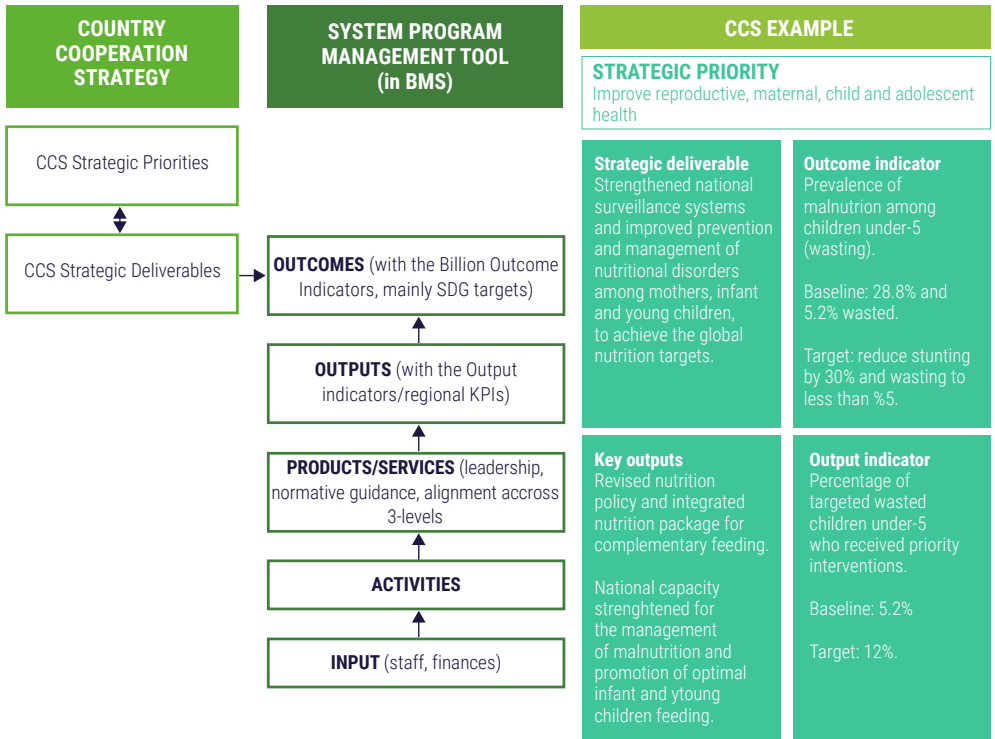 COUNTRY
COOPERATION
STRATEGY
CCS Strategic Priorities
CCS Strategic Deliverables
SYSTEM PROGRAM
MANAGEMENT TOOL
(in BMS)
OUTCOMES (with the Billion Outcome
Indicators, mainly SDG targets)
OUTPUTS (with the Output
indicators/regional KPIs)
PRODUCTS/SERVICES (leadership,
normative guidance, alignment accross
3-levels
ACTIVITIES
INPUT (staff, finances)
CCS EXAMPLE
STRATEGIC PRIORITY
Improve reproductive, maternal, child and adolescent
health
Strategic deliverable
Strengthened national
surveillance systems
and improved prevention
and management of
nutritional disorders
among mothers, infant
and young children,
to achieve the global
nutrition targets.
Outcome indicator
Prevalence of
malnutrion among
children under-5
(wasting).
Baseline: 28.8% and
5.2% wasted.
Target: reduce stunting
by 30% and wasting to
less than %5.
Key outputs
Revised nutrition
policy and integrated
nutrition package for
complementary feeding.
National capacity
strenghtened for
the management
of malnutrition and
promotion of optimal
infant and ytoung
children feeding.
Output indicator
Percentage of
targeted wasted
children under-5
who received priority
interventions.
Baseline: 5.2%
Target: 12%.